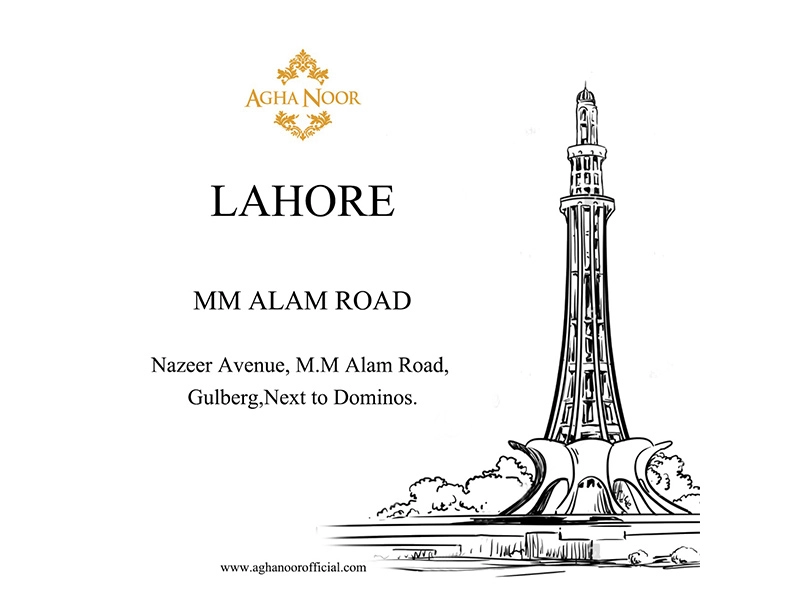 AGHA NOOR
LAHORE
MM ALAM ROAD
Nazeer Avenue, M.M Alam Road,
Gulberg,Next to Dominos.
www.aghanoorofficial.com